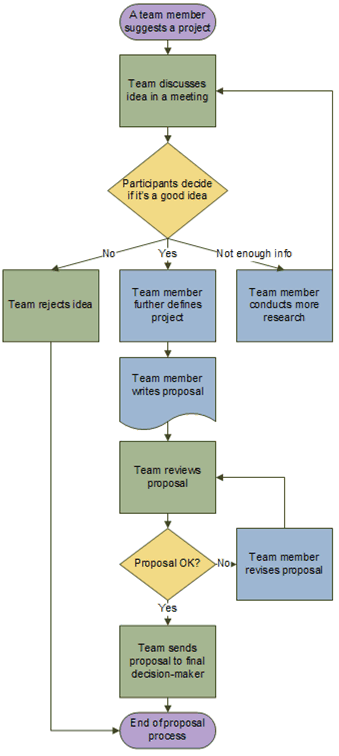 A team member
suggests a project
Team discusses
idea in a meeting
Participants decide
if it's a good idea
No
Yes
Not enough info
Team rejects idea
Team member
further defines
project
Team member
conducts more
research
Team member
writes proposal
Team reviews
proposal
Proposal OK?
No
Team member
revises proposal
Yes
Team sends
proposal to final
decision-maker
End of proposal
process